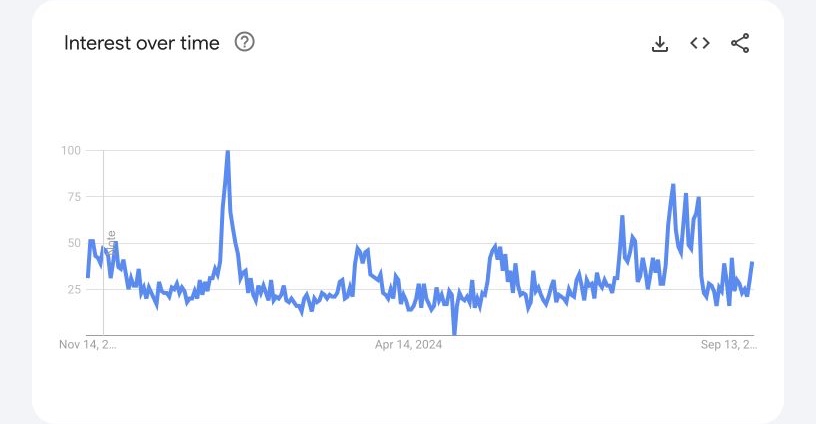 Interest over time
100
75
50
25
Note
Nov 14, 2...
Apr 14, 2024
Sep 13, 2...